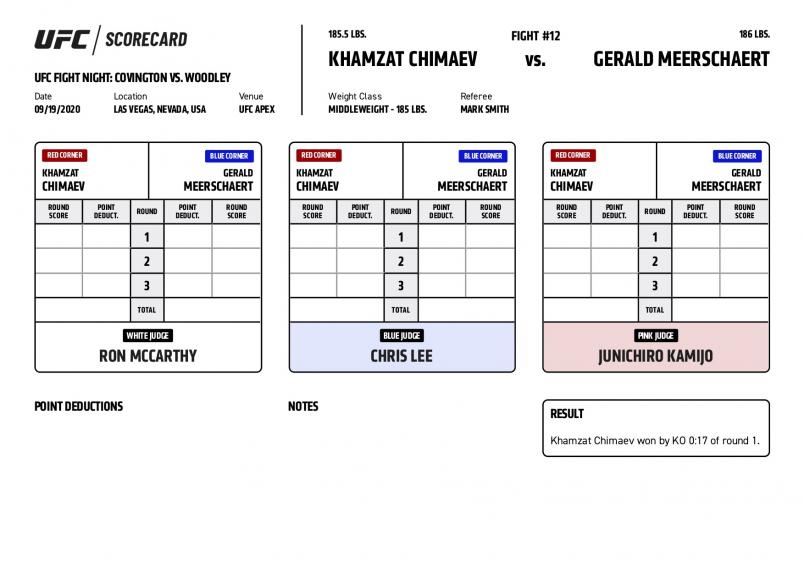 UFC SCORECARD
UFC FIGHT NIGHT: COVINGTON VS. WOODLEY
Date Location Venue
09/19/2020 LAS VEGAS, NEVADA, USA UFC APEX
185.5 LBS. FIGHT #12 186 LBS.
KHAMZAT CHIMAEV VS. GERALD MEERSCHAERT
Weight Class Referee
MIDDLEWEIGHT - 185 LBS. MARK SMITH
RED CORNER BLUE CORNER
KHAMZAT GERALD
CHIMAEV MEERSCHAERT
ROUND POINT ROUND POINT ROUND
SCORE DEDUCT. DEDUCT. SCORE
1
2
3
TOTAL
WHITE JUDGE
RON MCCARTHY
RED CORNER BLUE CORNER
KHAMZAT GERALD
CHIMAEV MEERSCHAERT
ROUND POINT ROUND POINT ROUND
SCORE DEDUCT. DEDUCT. SCORE
1
2
3
TOTAL
BLUE JUDGE
CHRIS LEE
RED CORNER BLUE CORNER
KHAMZAT GERALD
CHIMAEV MEERSCHAERT
ROUND POINT ROUND POINT ROUND
SCORE DEDUCT. DEDUCT. SCORE
1
2
3
TOTAL
PINK JUDGE
JUNICHIRO KAMIJO
POINT DEDUCTIONS
NOTES
RESULT
Khamzat Chimaev won by KO 0:17 of round 1.